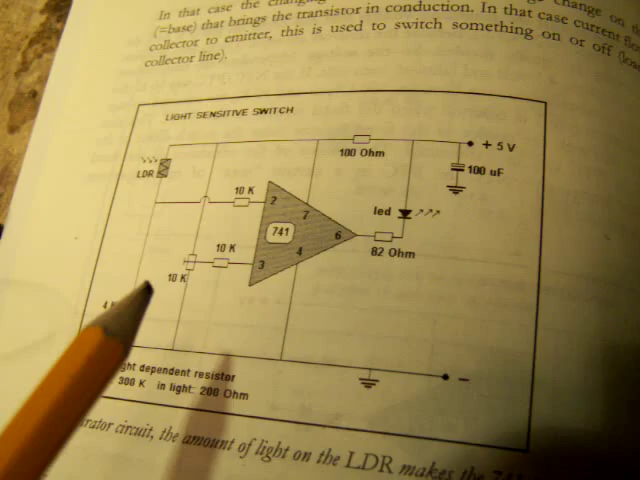 In that case the changing change on
(=base) that brings the transistor in conduction. In that case current
collector to emitter, this is used to switch something on or off
collector line).
LIGHT SENSITIVE SWITCH
+ 5 V
100 Ohm
100 uF
LDR
10 K
2
7
led
741
6
10 K
4
82 Ohm
3
10 K
4
-
ght dependent resistor
300 K in light: 200 Ohm
rator circuit, the amount of light on the LDR makes the